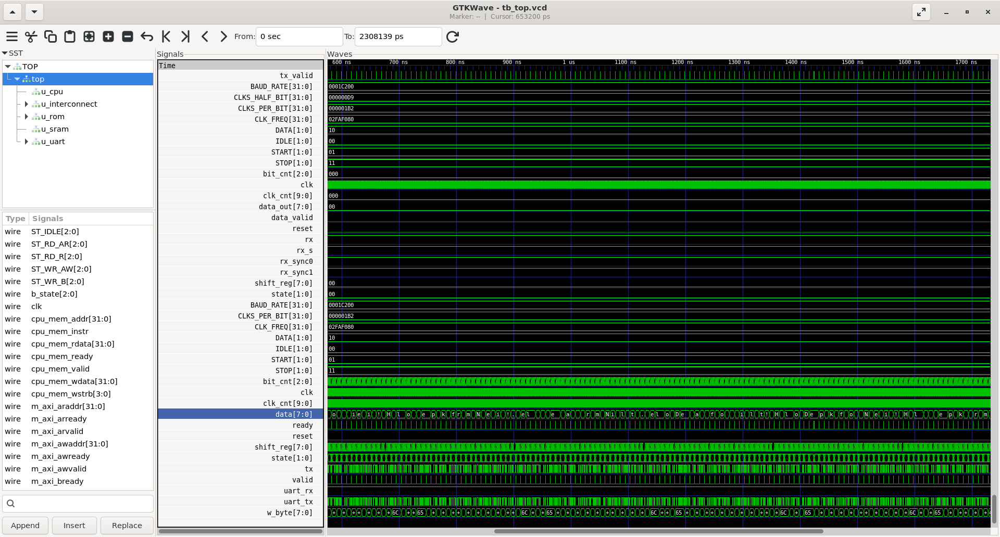 GTKWave - tb_top.vcd
Marker: -- | Cursor: 653200 ps
From: 0 sec To: 2308139 ps
SST
TOP
top
u_cpu
u_interconnect
u_rom
u_sram
u_uart
Type Signals
wire ST_IDLE[2:0]
wire ST_RD_AR[2:0]
wire ST_RD_R[2:0]
wire ST_WR_AW[2:0]
wire ST_WR_B[2:0]
wire b_state[2:0]
wire clk
wire cpu_mem_addr[31:0]
wire cpu_mem_instr
wire cpu_mem_rdata[31:0]
wire cpu_mem_ready
wire cpu_mem_valid
wire cpu_mem_wdata[31:0]
wire cpu_mem_wstrb[3:0]
wire m_axi_araddr[31:0]
wire m_axi_arready
wire m_axi_arvalid
wire m_axi_awaddr[31:0]
wire m_axi_awready
wire m_axi_awvalid
wire m_axi_bready
Append Insert Replace
Signals
Time
tx_valid
BAUD_RATE[31:0]
CLKS_HALF_BIT[31:0]
CLKS_PER_BIT[31:0]
CLK_FREQ[31:0]
DATA[1:0]
IDLE[1:0]
START[1:0]
STOP[1:0]
bit_cnt[2:0]
clk
clk_cnt[9:0]
data_out[7:0]
data_valid
reset
rx
rx_s
rx_sync0
rx_sync1
shift_reg[7:0]
state[1:0]
BAUD_RATE[31:0]
CLKS_PER_BIT[31:0]
CLK_FREQ[31:0]
DATA[1:0]
IDLE[1:0]
START[1:0]
STOP[1:0]
bit_cnt[2:0]
clk
clk_cnt[9:0]
data[7:0]
ready
reset
shift_reg[7:0]
state[1:0]
tx
valid
uart_rx
uart_tx
w_byte[7:0]
Waves
600 ns 700 ns 800 ns 900 ns 1 us 1100 ns 1200 ns 1300 ns 1400 ns 1500 ns 1600 ns 1700 ns
0001C200
000000D9
000001B2
02FAF080
10
00
01
11
000
000
00
00
00
0001C200
000001B2
02FAF080
10
00
01
11
o i e i ! H l o e p k f r m N e i ! . e l e a r m N i l t . e l o D e a f o i l t ! H l o D e p k f o N e i ! H l e p k r m
6C 65 6C 65 6C 65 6C 65 6C 65